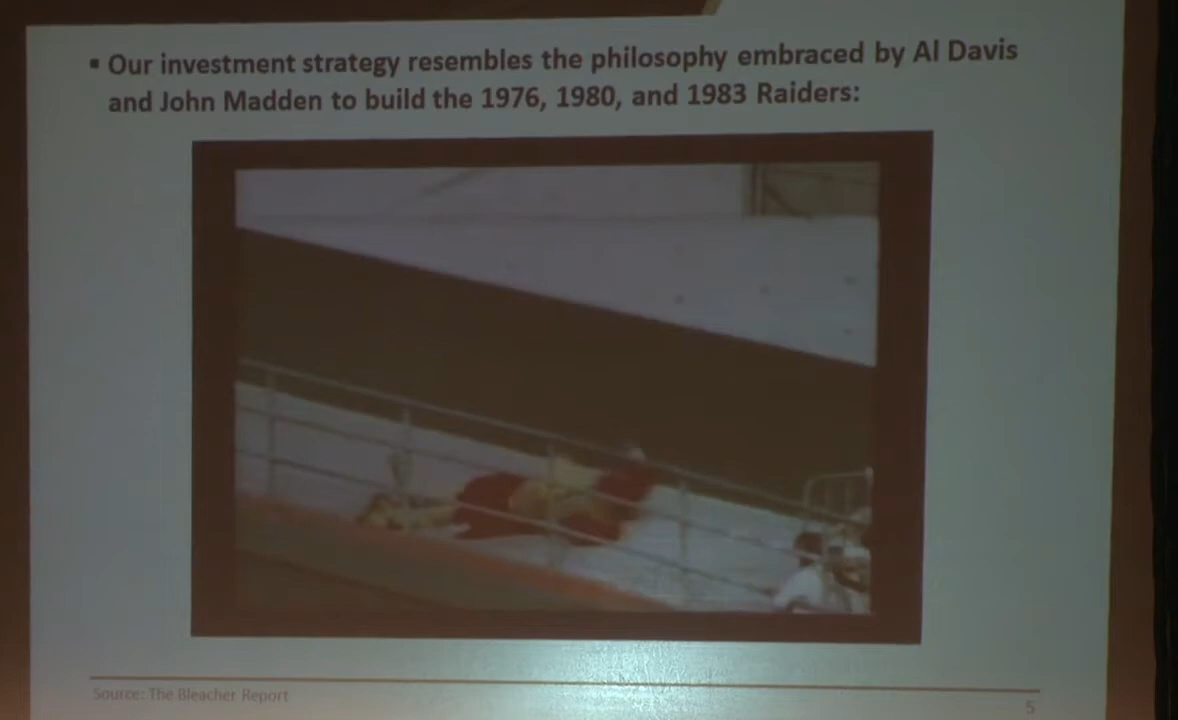 ▪ Our investment strategy resembles the philosophy embraced by Al Davis
and John Madden to build the 1976, 1980, and 1983 Raiders:
Source: The Bleacher Report
5